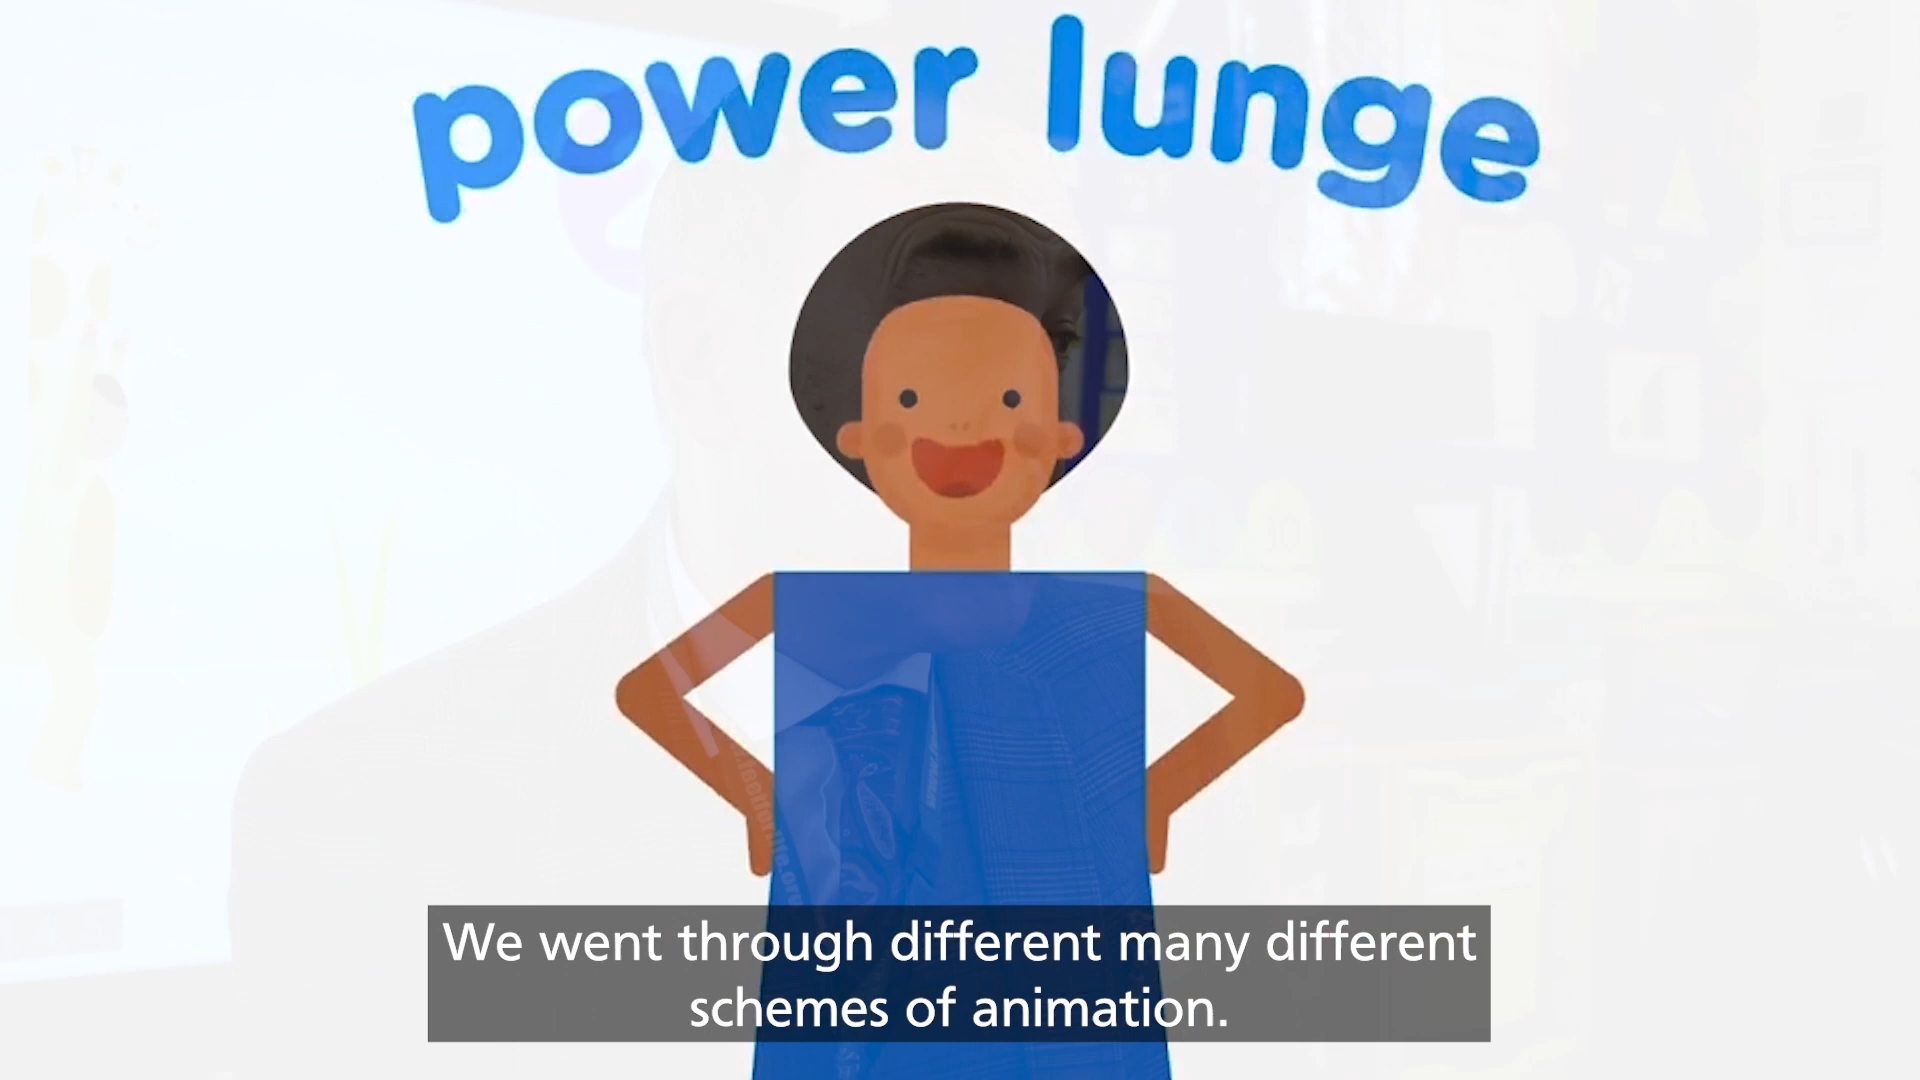 power lunge
We went through different many different
schemes of animation.